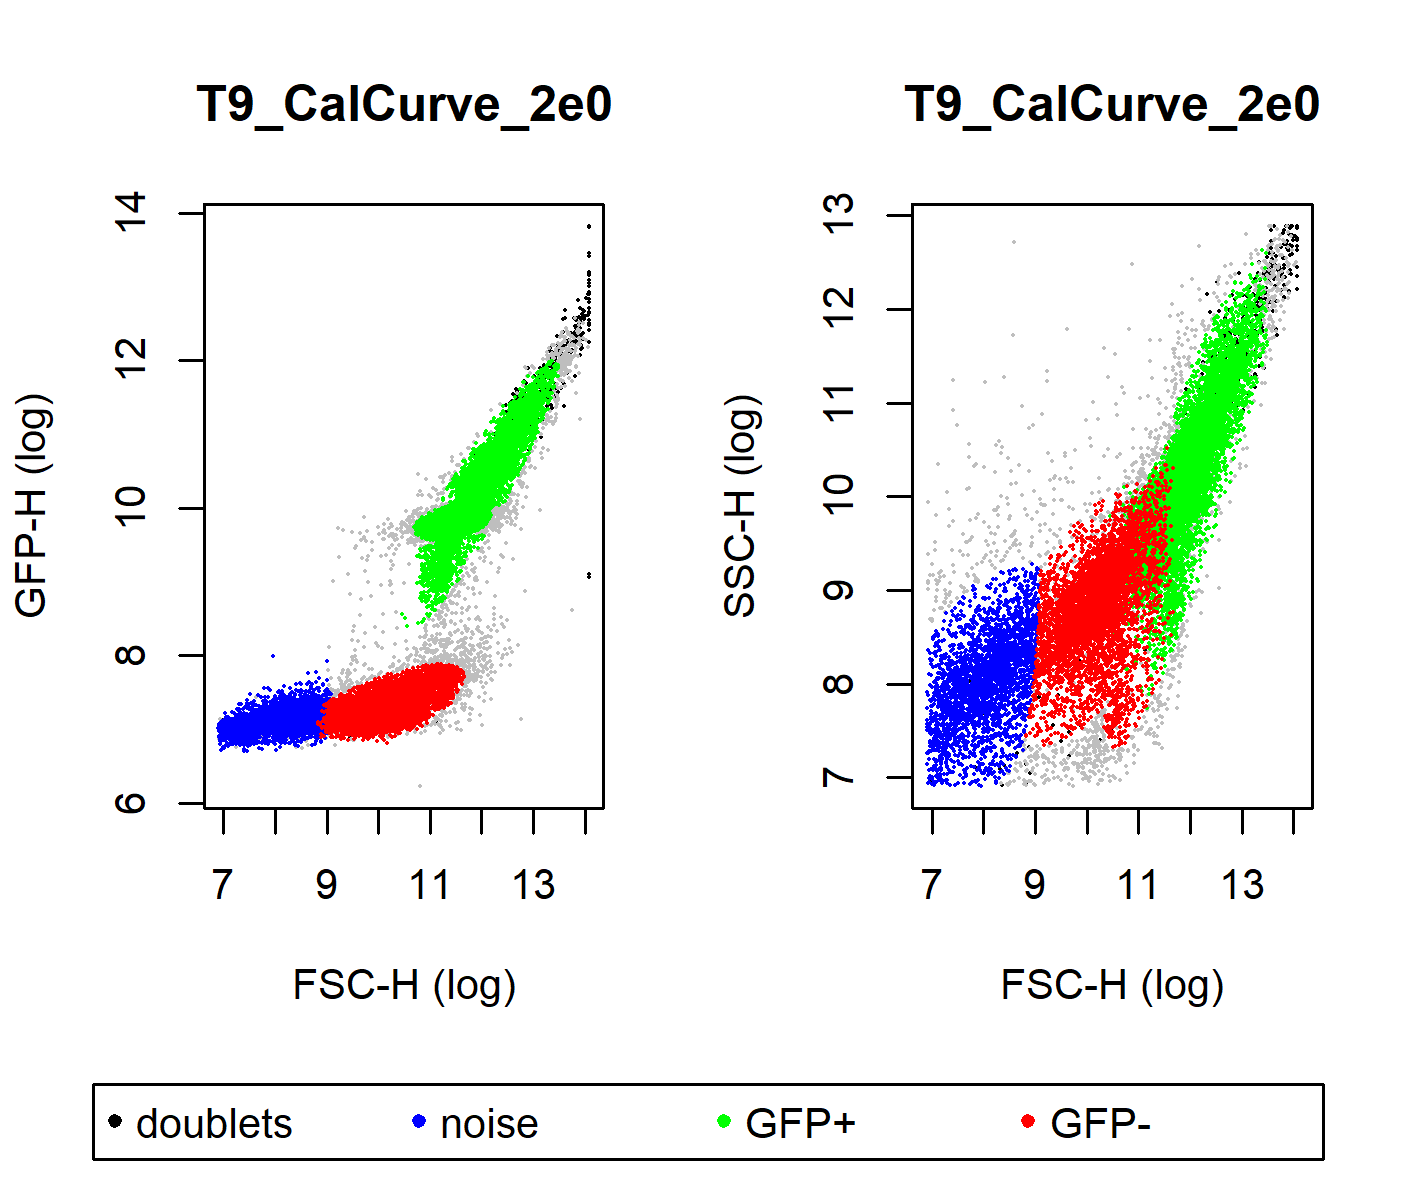 T9_CalCurve_2e0
GFP-H (log)
14
12
10
8
6
7 9 11 13
FSC-H (log)
T9_CalCurve_2e0
SSC-H (log)
13
12
11
10
9
8
7
7 9 11 13
FSC-H (log)
doublets noise GFP+ GFP-